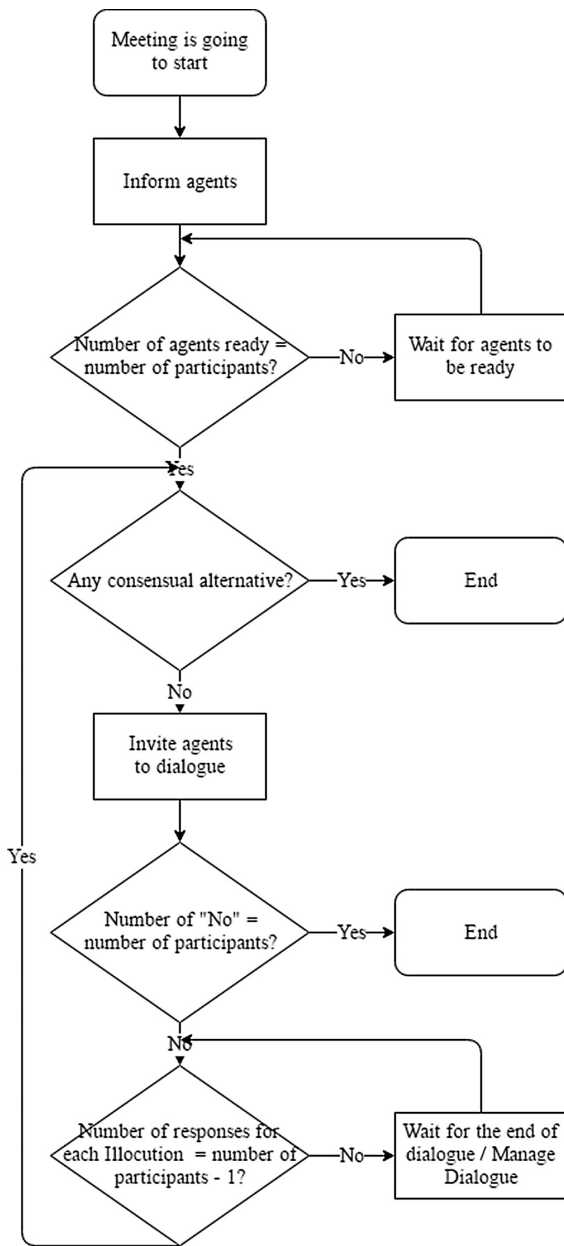 Meeting is going
to start
Inform agents
Number of agents ready =
number of participants?
No
Wait for agents to
be ready
Yes
Any consensual alternative?
Yes
End
No
Invite agents
to dialogue
Yes
Number of "No" =
number of participants?
Yes
End
No
Number of responses for
each Illocution = number of
participants - 1?
No
Wait for the end of
dialogue / Manage
Dialogue